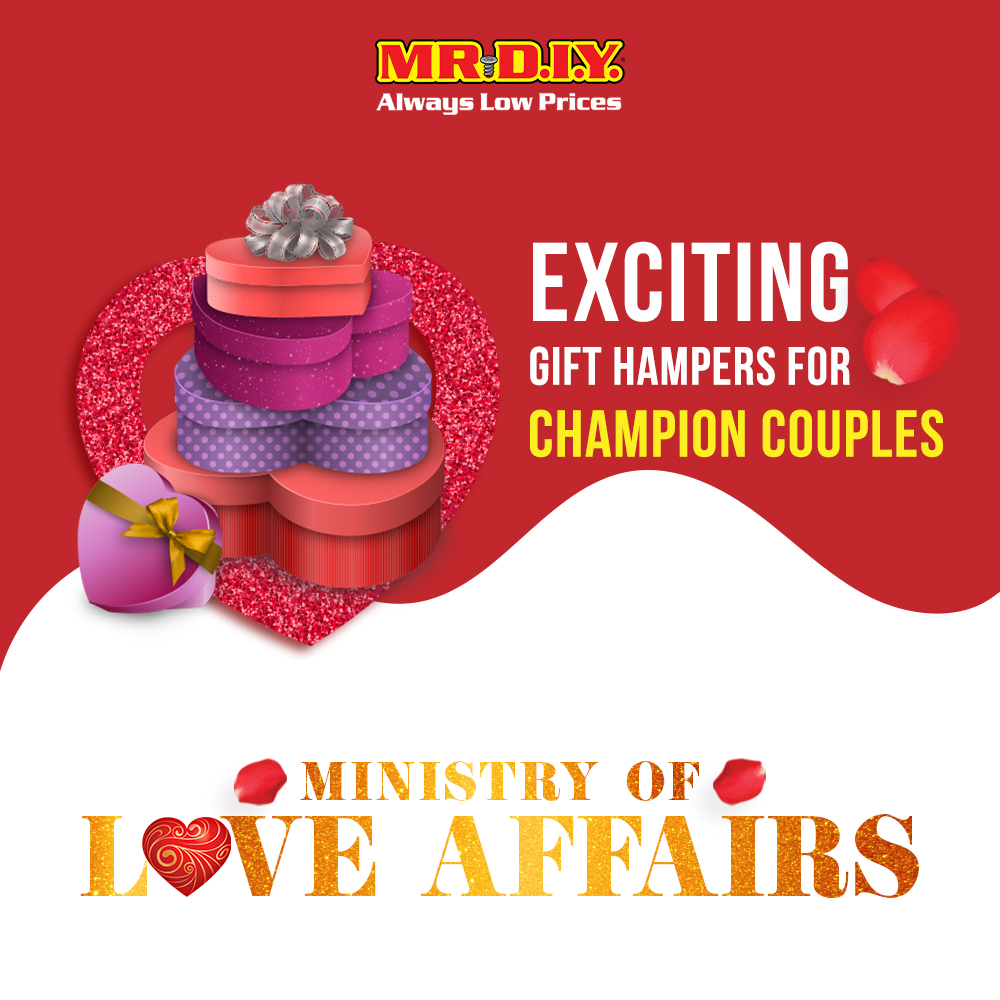 MR.D.I.Y.
Always Low Prices
EXCITING
GIFT HAMPERS FOR
CHAMPION COUPLES
MINISTRY OF
LOVE AFFAIRS